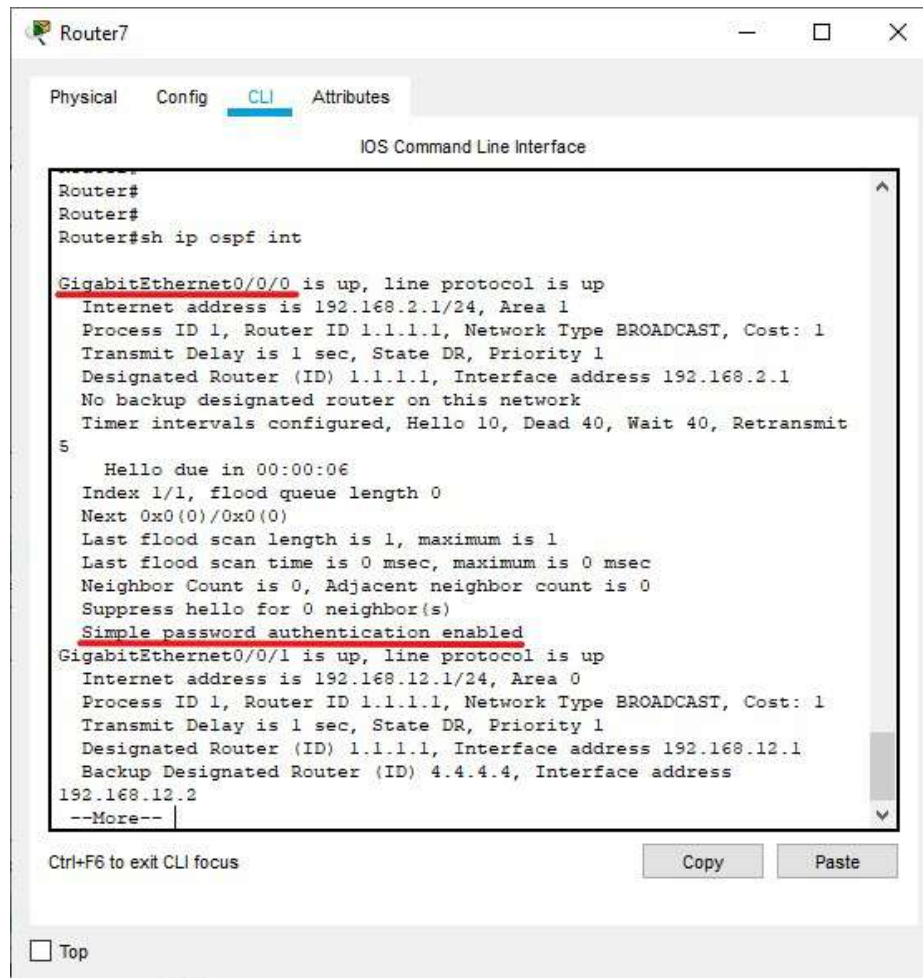 Router7
Physical Config CLI Attributes
IOS Command Line Interface
Router#
Router#
Router#sh ip ospf int
GigabitEthernet0/0/0 is up, line protocol is up
Internet address is 192.168.2.1/24, Area 1
Process ID 1, Router ID 1.1.1.1, Network Type BROADCAST, Cost: 1
Transmit Delay is 1 sec, State DR, Priority 1
Designated Router (ID) 1.1.1.1, Interface address 192.168.2.1
No backup designated router on this network
Timer intervals configured, Hello 10, Dead 40, Wait 40, Retransmit
5
Hello due in 00:00:06
Index 1/1, flood queue length 0
Next 0x0(0)/0x0(0)
Last flood scan length is 1, maximum is 1
Last flood scan time is 0 msec, maximum is 0 msec
Neighbor Count is 0, Adjacent neighbor count is 0
Suppress hello for 0 neighbor(s)
Simple password authentication enabled
GigabitEthernet0/0/1 is up, line protocol is up
Internet address is 192.168.12.1/24, Area 0
Process ID 1, Router ID 1.1.1.1, Network Type BROADCAST, Cost: 1
Transmit Delay is 1 sec, State DR, Priority 1
Designated Router (ID) 1.1.1.1, Interface address 192.168.12.1
Backup Designated Router (ID) 4.4.4.4, Interface address
192.168.12.2
--More--
Ctrl+F6 to exit CLI focus
Copy Paste
Top